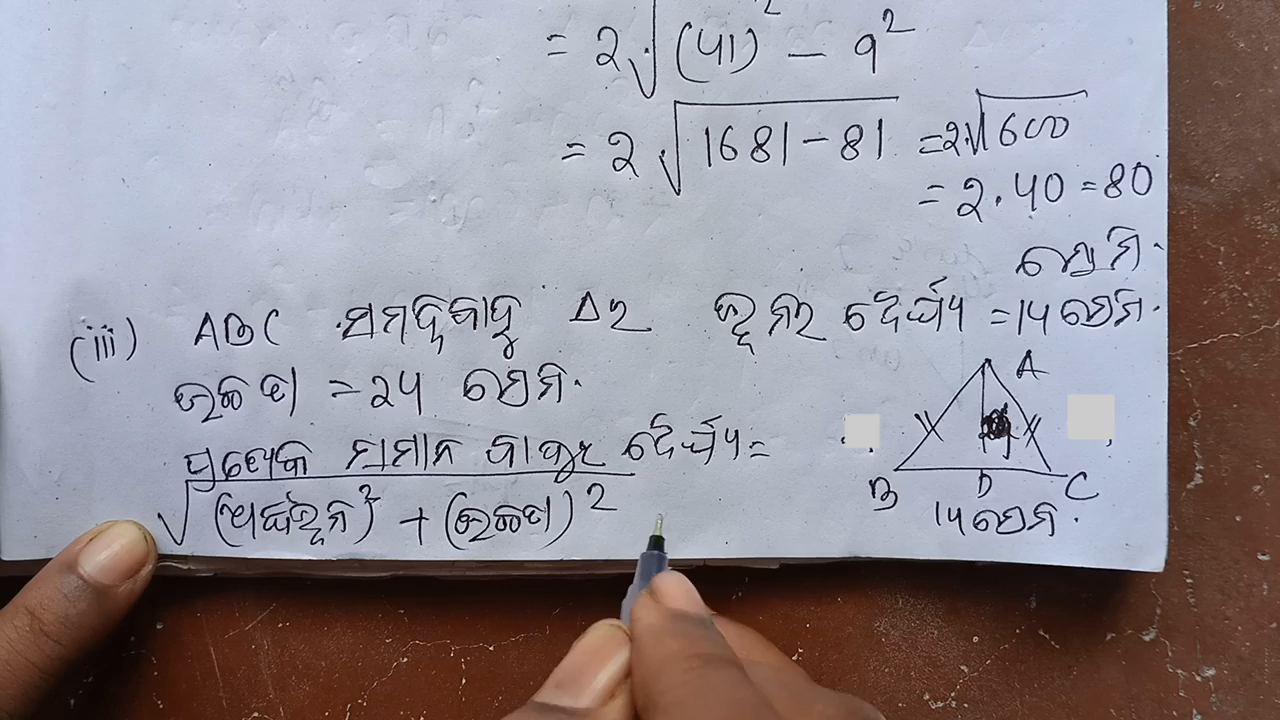 = 2√(41)² – 9²
= 2√1681–81 = 2.√1600
= 2.40 = 80
ସେମି.
(iii) ABC ସମଦ୍ବିବାହୁ Δର ଭୂମିର ଦୈର୍ଘ୍ୟ = 14 ସେମି.
ଉଚ୍ଚତା = 24 ସେମି.
ପ୍ରତ୍ୟେକ ସମାନ ବାହୁର ଦୈର୍ଘ୍ୟ =
√(ଅର୍ଦ୍ଧଭୂମି)² + (ଉଚ୍ଚତା)²
A
B D C
14 ସେମି.